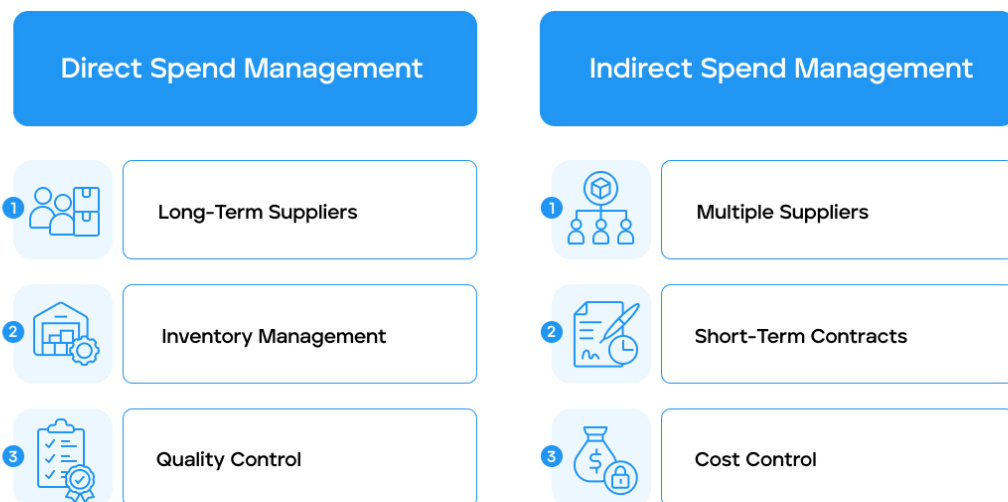 Direct Spend Management
Indirect Spend Management
1
Long-Term Suppliers
1
Multiple Suppliers
2
Inventory Management
2
Short-Term Contracts
3
Quality Control
3
$
Cost Control